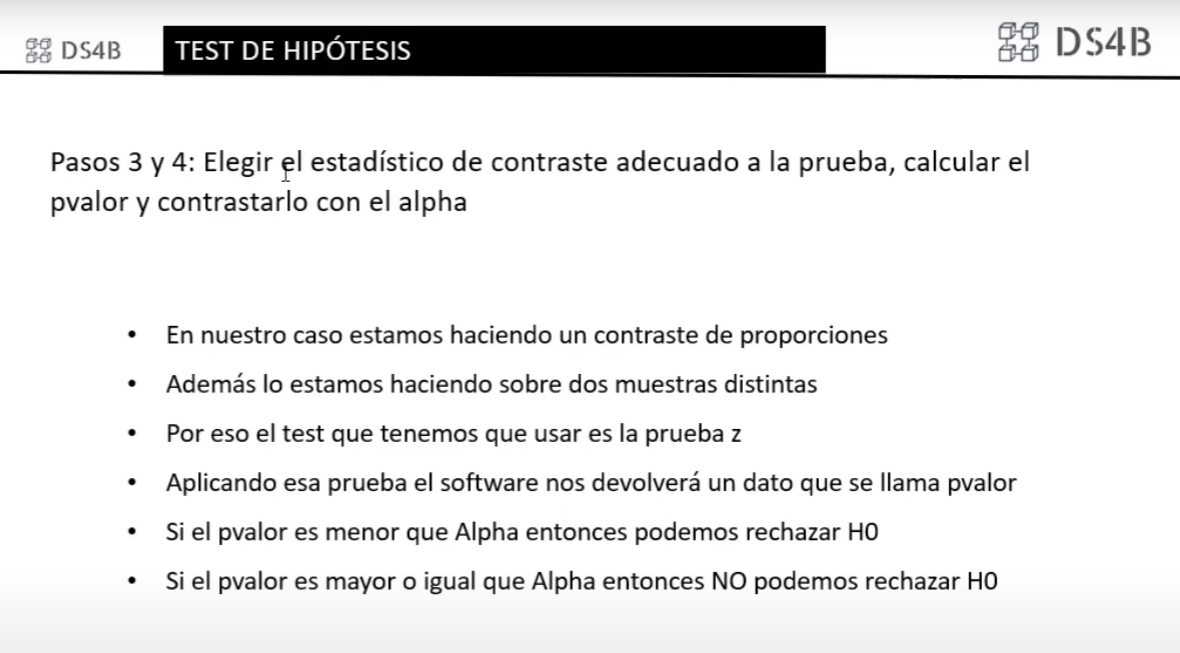 DS4B
TEST DE HIPÓTESIS
DS4B
Pasos 3 y 4: Elegir el estadístico de contraste adecuado a la prueba, calcular el
pvalor y contrastarlo con el alpha
• En nuestro caso estamos haciendo un contraste de proporciones
• Además lo estamos haciendo sobre dos muestras distintas
• Por eso el test que tenemos que usar es la prueba z
• Aplicando esa prueba el software nos devolverá un dato que se llama pvalor
• Si el pvalor es menor que Alpha entonces podemos rechazar H0
• Si el pvalor es mayor o igual que Alpha entonces NO podemos rechazar H0